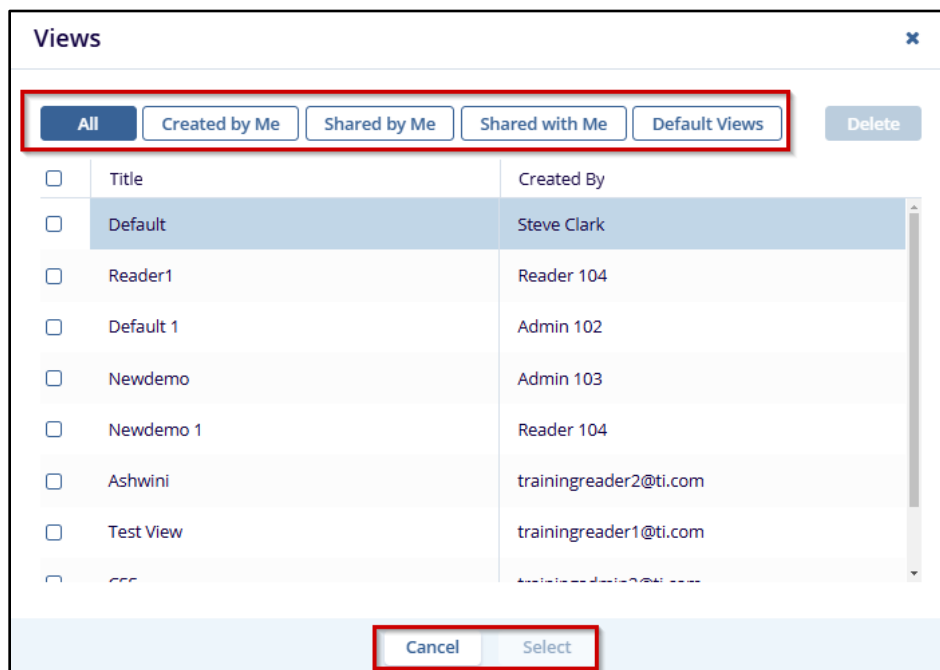 Views
All Created by Me Shared by Me Shared with Me Default Views Delete
Title Created By
Default Steve Clark
Reader1 Reader 104
Default 1 Admin 102
Newdemo Admin 103
Newdemo 1 Reader 104
Ashwini trainingreader2@ti.com
Test View trainingreader1@ti.com
Cancel Select